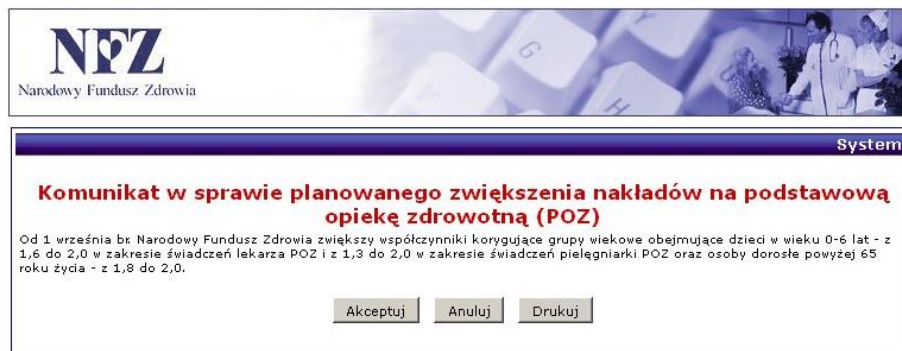 NFZ
Narodowy Fundusz Zdrowia
G
H
System
Komunikat w sprawie planowanego zwiększenia nakładów na podstawową
opiekę zdrowotną (POZ)
Od 1 września br. Narodowy Fundusz Zdrowia zwiększy współczynniki korygujące grupy wiekowe obejmujące dzieci w wieku 0-6 lat - z
1,6 do 2,0 w zakresie świadczeń lekarza POZ i z 1,3 do 2,0 w zakresie świadczeń pielęgniarki POZ oraz osoby dorosłe powyżej 65
roku życia - z 1,8 do 2,0.
Akceptuj Anuluj Drukuj